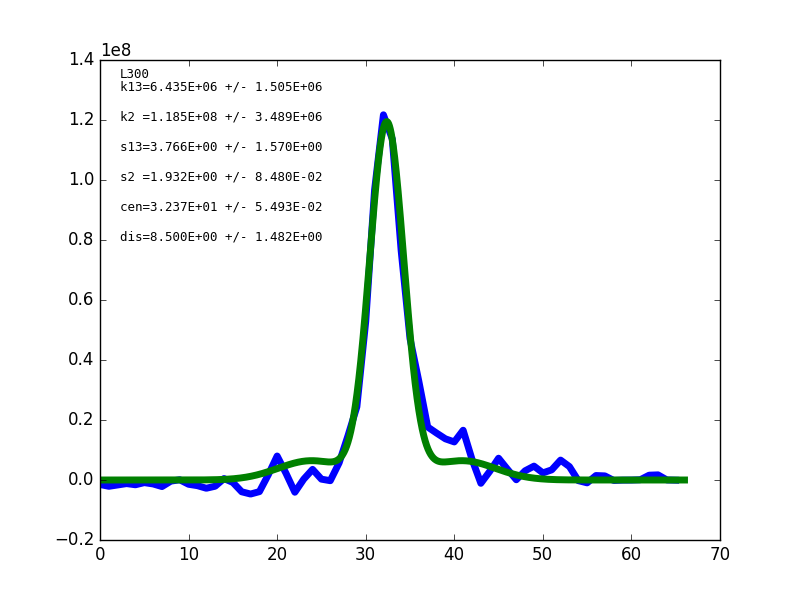 1e8
1.4
L300
k13=6.435E+06 +/- 1.505E+06
1.2
k2 =1.185E+08 +/- 3.489E+06
s13=3.766E+00 +/- 1.570E+00
1.0
s2 =1.932E+00 +/- 8.480E-02
cen=3.237E+01 +/- 5.493E-02
0.8
dis=8.500E+00 +/- 1.482E+00
0.6
0.4
0.2
0.0
−0.2
0 10 20 30 40 50 60 70